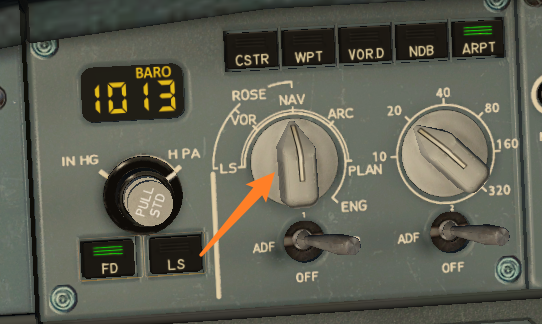 BARO
1013
IN HG
H PA
PULL
STD
FD
LS
CSTR
WPT
VOR.D
NDB
ARPT
ROSE
NAV
VOR
ARC
LS
PLAN
ENG
10
20
40
80
160
320
1
ADF
OFF
2
ADF
OFF